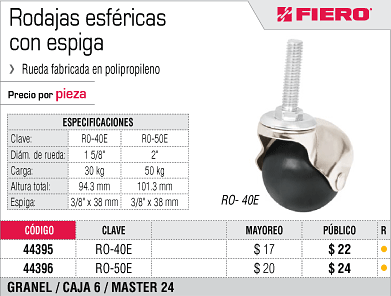 Rodajas esféricas
con espiga
FIERO®
❯ Rueda fabricada en polipropileno
Precio por pieza
ESPECIFICACIONES
Clave: RO-40E RO-50E
Diám. de rueda: 1 5/8" 2"
Carga: 30 kg 50 kg
Altura total: 94.3 mm 101.3 mm
Espiga: 3/8" x 38 mm 3/8" x 38 mm
RO- 40E
CÓDIGO CLAVE MAYOREO PÚBLICO R
44395 RO-40E $ 17 $ 22
44396 RO-50E $ 20 $ 24
GRANEL / CAJA 6 / MASTER 24